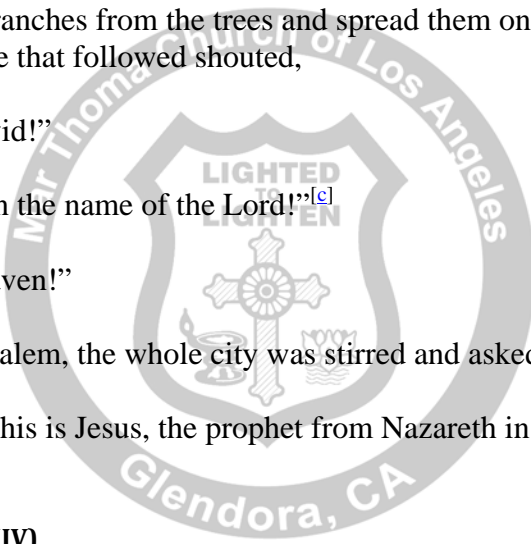 ranches from the trees and spread them on
e that followed shouted,
id!”
n the name of the Lord!”[c]
aven!”
alem, the whole city was stirred and asked
his is Jesus, the prophet from Nazareth in
IV)
Mar Thoma Church of Los Angeles
LIGHTED
TO
LIGHTEN
Glendora, CA